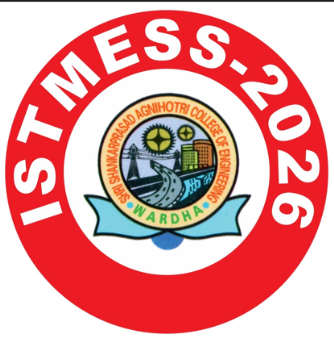 ISTMESS-2026
SHRI SHANKARPRASAD AGNIHOTRI COLLEGE OF ENGINEERING
WARDHA